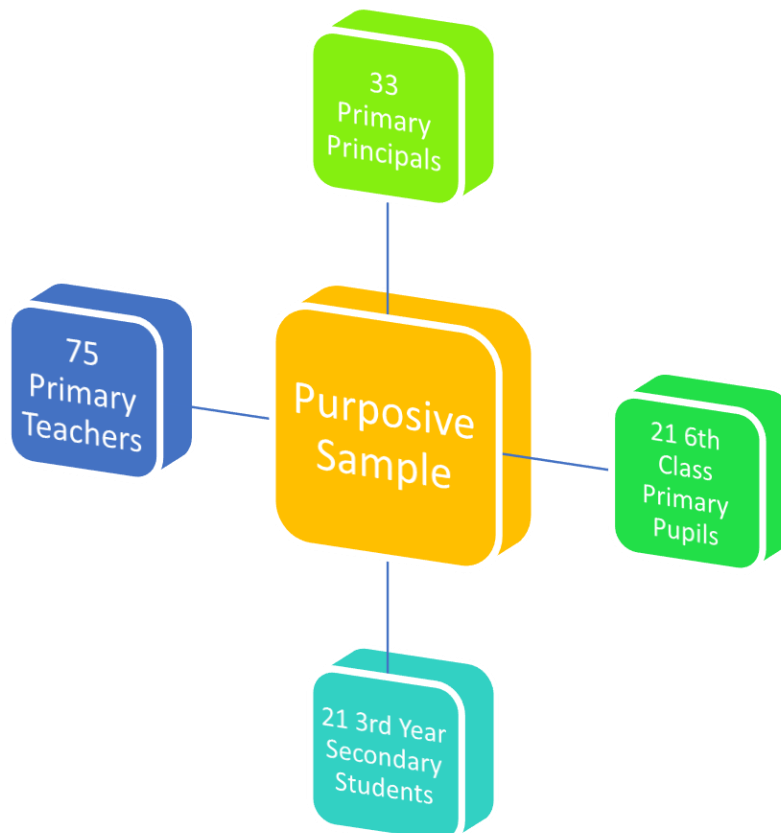 33
Primary
Principals
75
Primary
Teachers
Purposive
Sample
21 6th
Class
Primary
Pupils
21 3rd Year
Secondary
Students